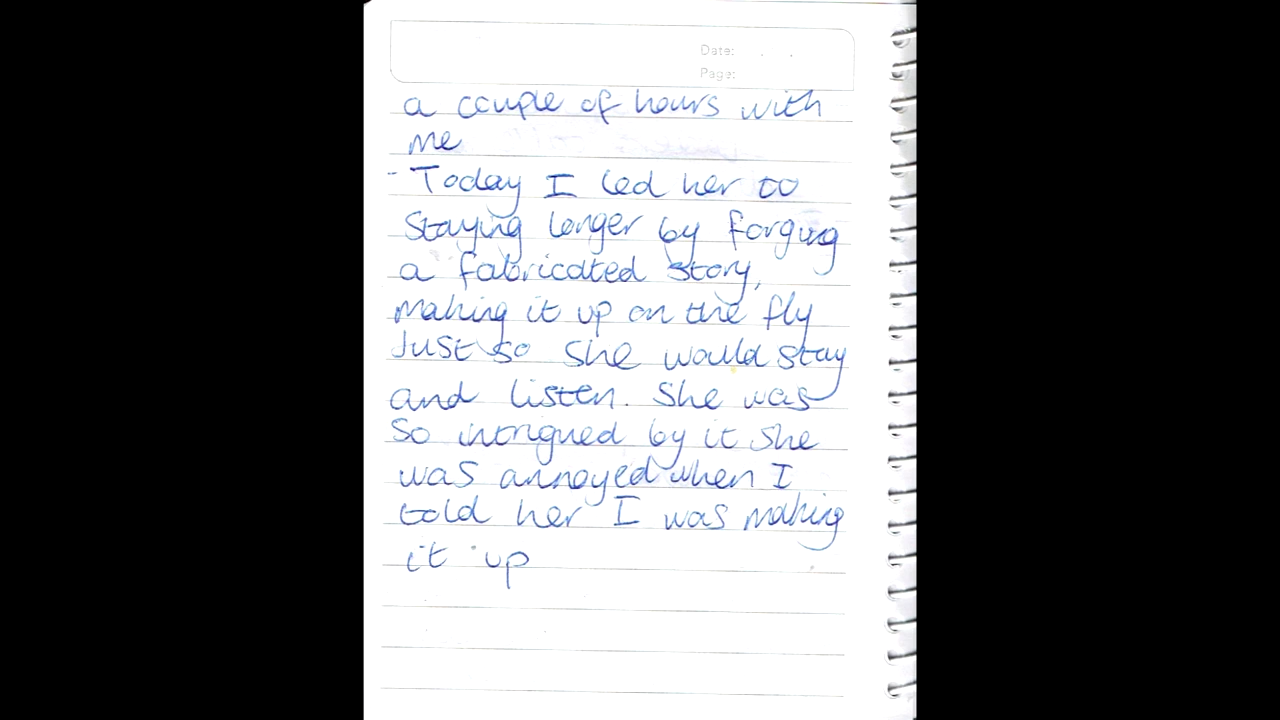 Date: . .
Page:
a couple of hours with
me
- Today I led her to
staying longer by forging
a fabricated story,
making it up on the fly
Just so she would stay
and listen. She was
so intrigued by it she
was annoyed when I
told her I was making
it up